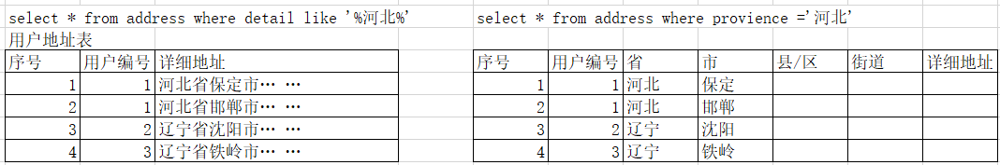 select * from address where detail like '%河北%' select * from address where provience ='河北'
用户地址表
序号 用户编号 详细地址 序号 用户编号 省 市 县/区 街道 详细地址
1 1 河北省保定市… … 1 1 河北 保定
2 1 河北省邯郸市… … 2 1 河北 邯郸
3 2 辽宁省沈阳市… … 3 2 辽宁 沈阳
4 3 辽宁省铁岭市… … 4 3 辽宁 铁岭